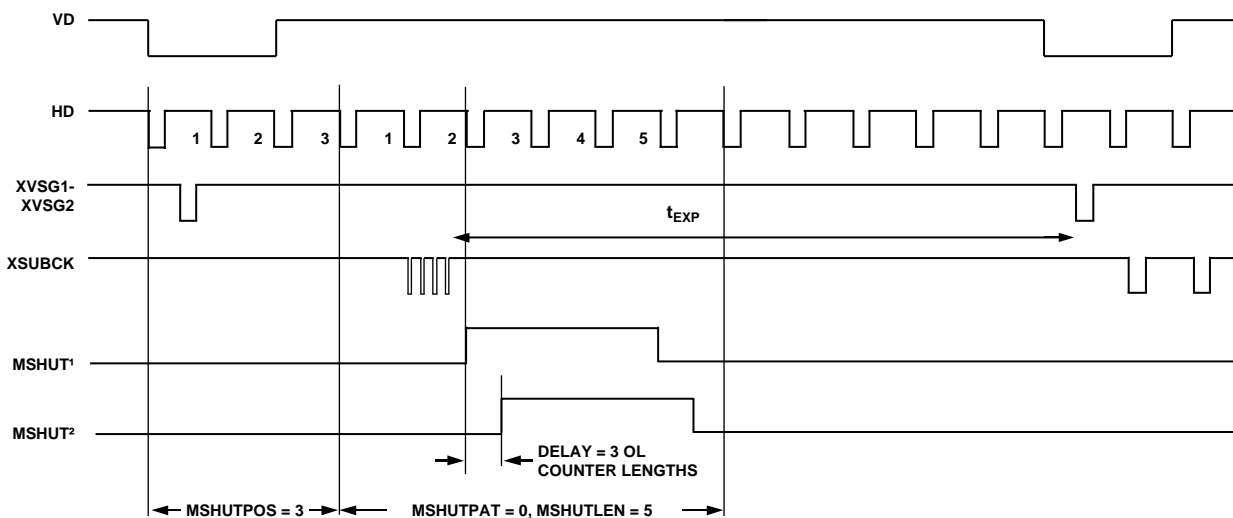 VD
HD
1 2 3 1 2 3 4 5
XVSG1-
XVSG2
tEXP
XSUBCK
MSHUT¹
MSHUT²
DELAY = 3 OL
COUNTER LENGTHS
MSHUTPOS = 3
MSHUTPAT = 0, MSHUTLEN = 5